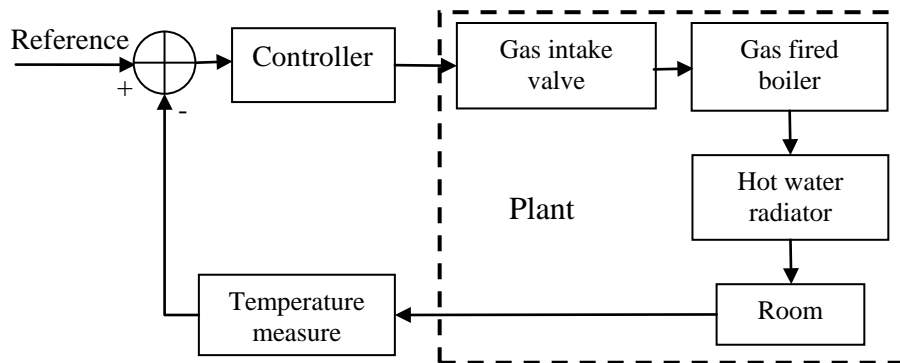 Reference
+
-
Controller
Gas intake
valve
Gas fired
boiler
Hot water
radiator
Plant
Room
Temperature
measure